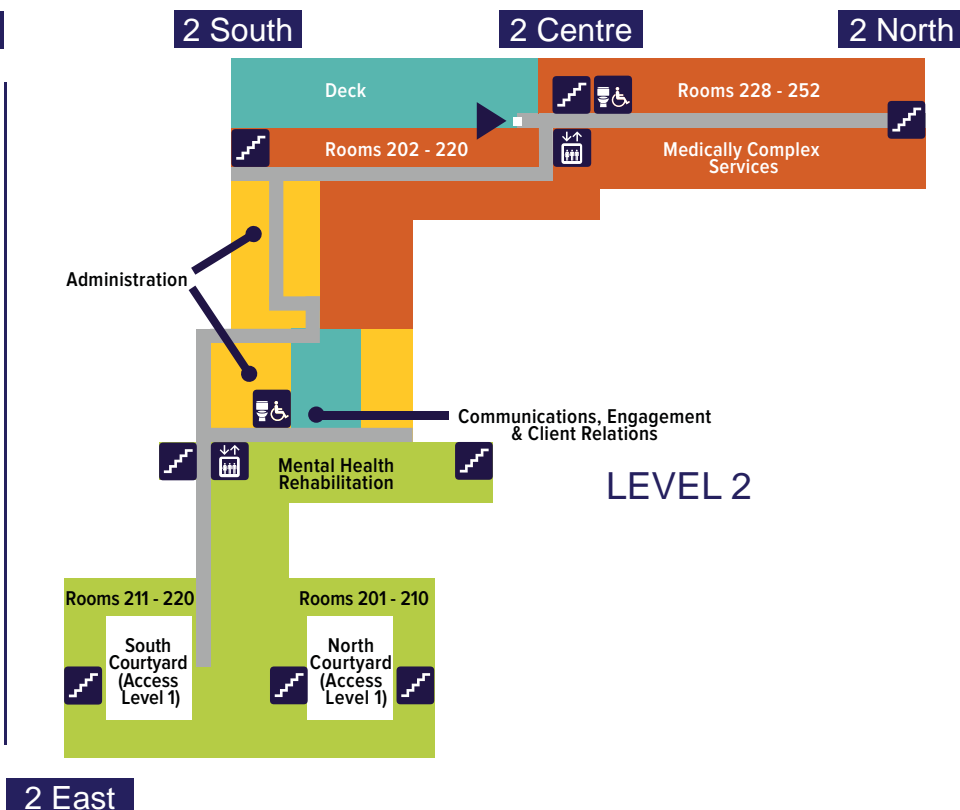 2 South
2 Centre
2 North
Deck
Rooms 228 - 252
Rooms 202 - 220
Medically Complex
Services
Administration
Communications, Engagement
& Client Relations
Mental Health
Rehabilitation
LEVEL 2
Rooms 211 - 220
Rooms 201 - 210
South
Courtyard
(Access
Level 1)
North
Courtyard
(Access
Level 1)
2 East